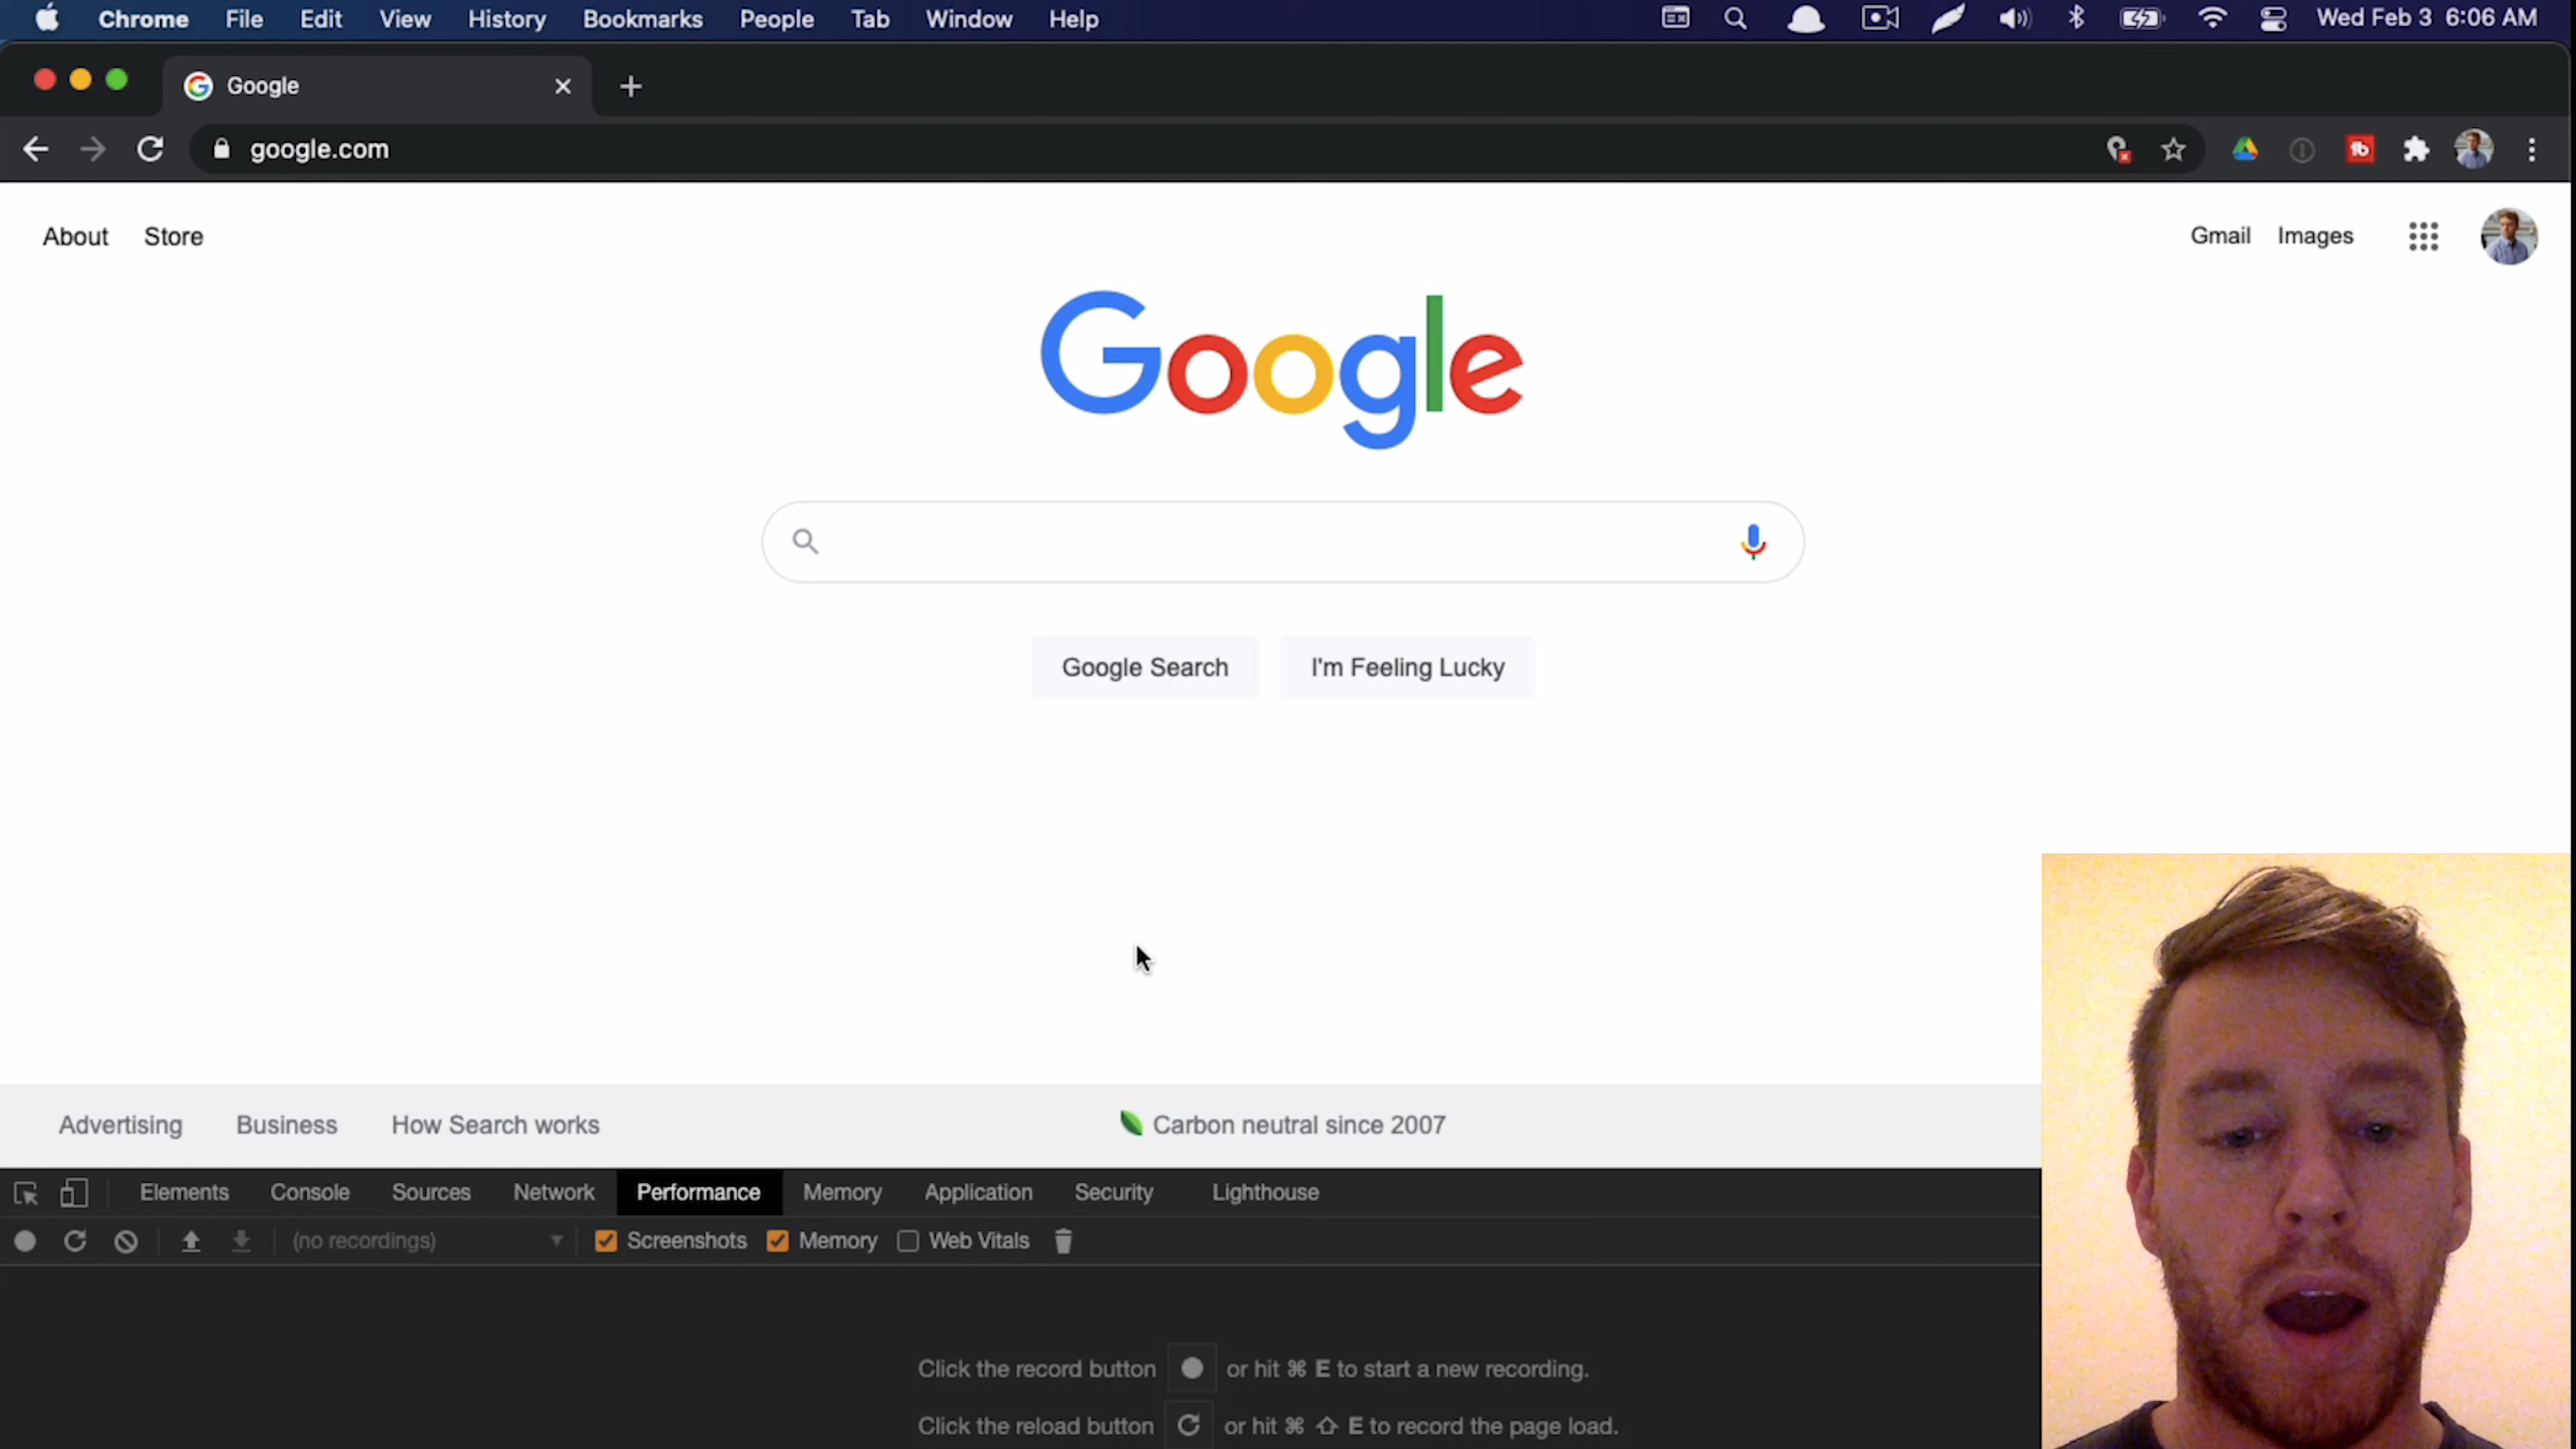 Chrome File Edit View History Bookmarks People Tab Window Help Wed Feb 3 6:06 AM
Google
google.com
About Store Gmail Images
Google
Google Search I'm Feeling Lucky
Advertising Business How Search works Carbon neutral since 2007
Elements Console Sources Network Performance Memory Application Security Lighthouse
(no recordings) Screenshots Memory Web Vitals
Click the record button or hit ⌘ E to start a new recording.
Click the reload button or hit ⌘ ⇧ E to record the page load.